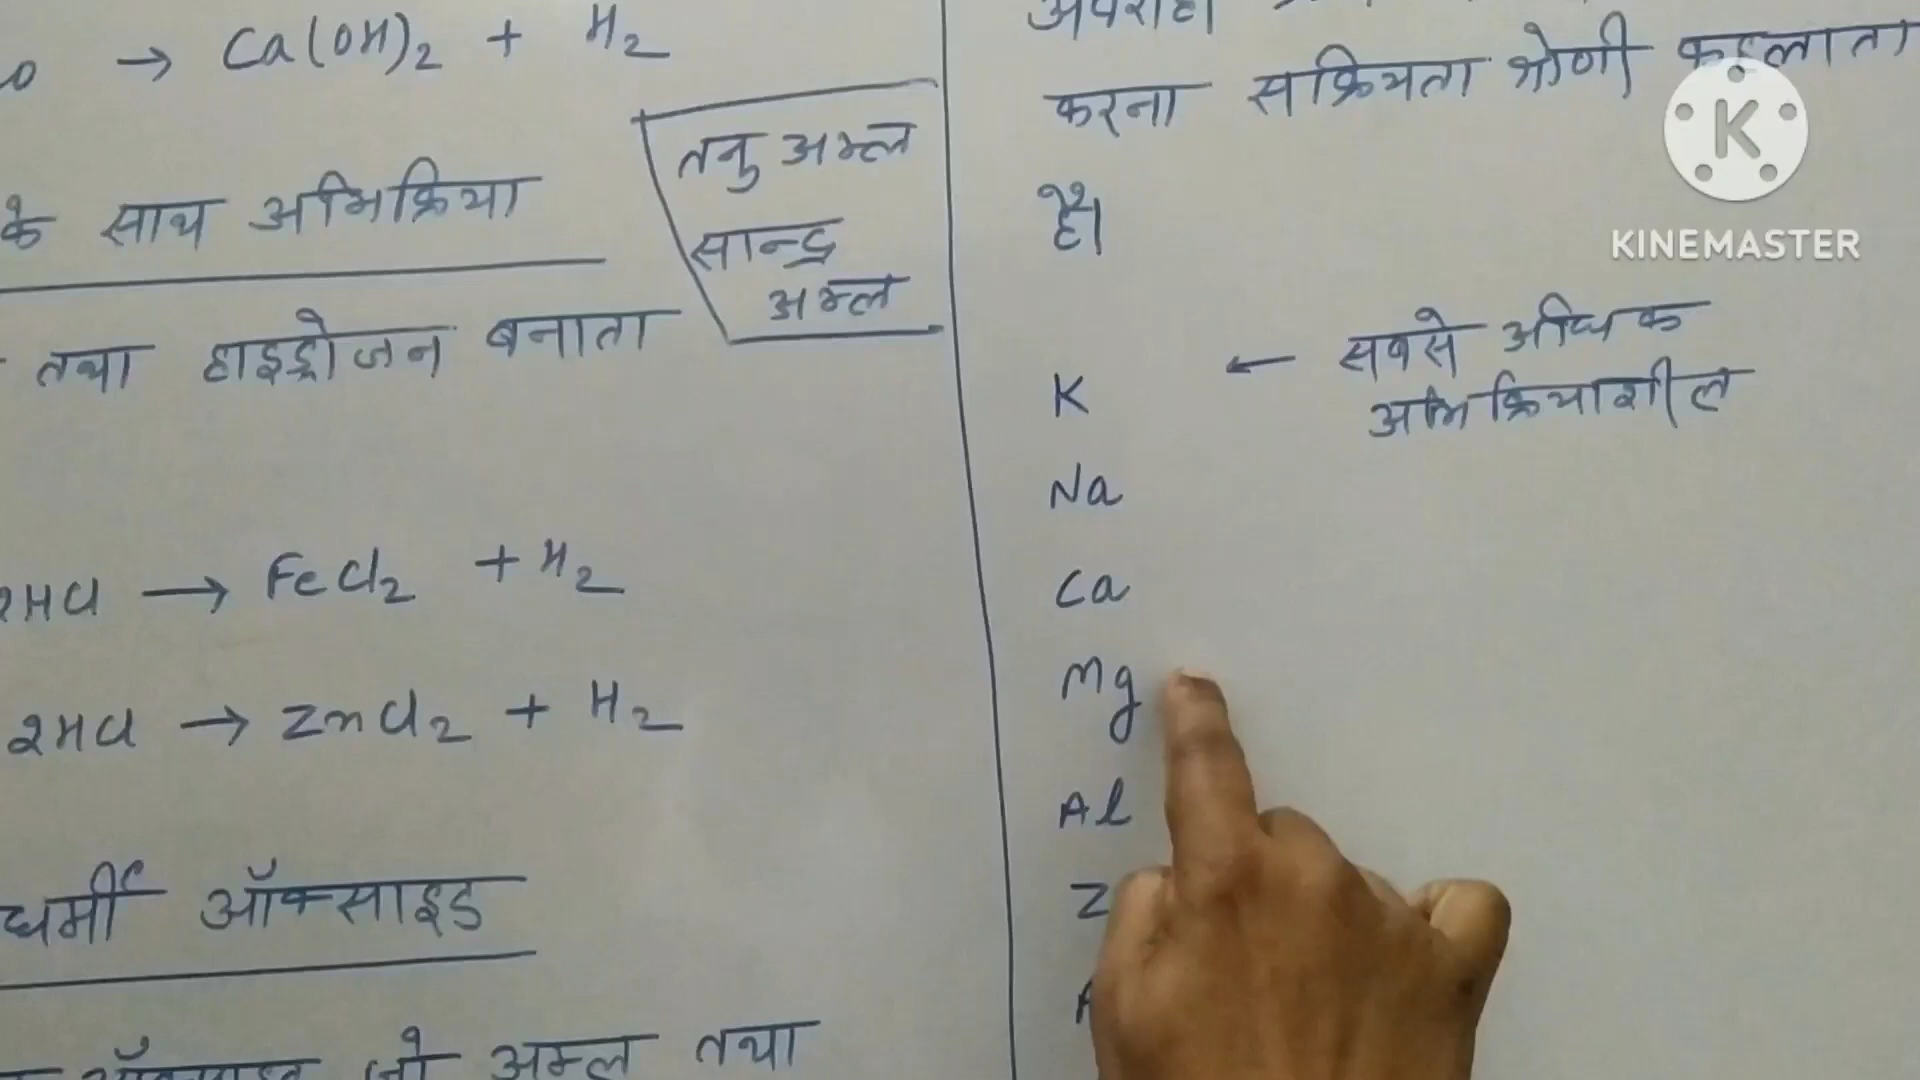 → Ca(OH)₂ + H₂
तनु अम्ल
सान्द्र
अम्ल
के साथ अभिक्रिया
तथा हाइड्रोजन बनाता
2HCl → FeCl₂ + H₂
2HCl → ZnCl₂ + H₂
धर्मी ऑक्साइड
जो अम्ल तथा
करना सक्रियता श्रेणी कहलाता
है।
K ← सबसे अधिक
अभिक्रियाशील
Na
Ca
Mg
Al
Z
K
KINEMASTER